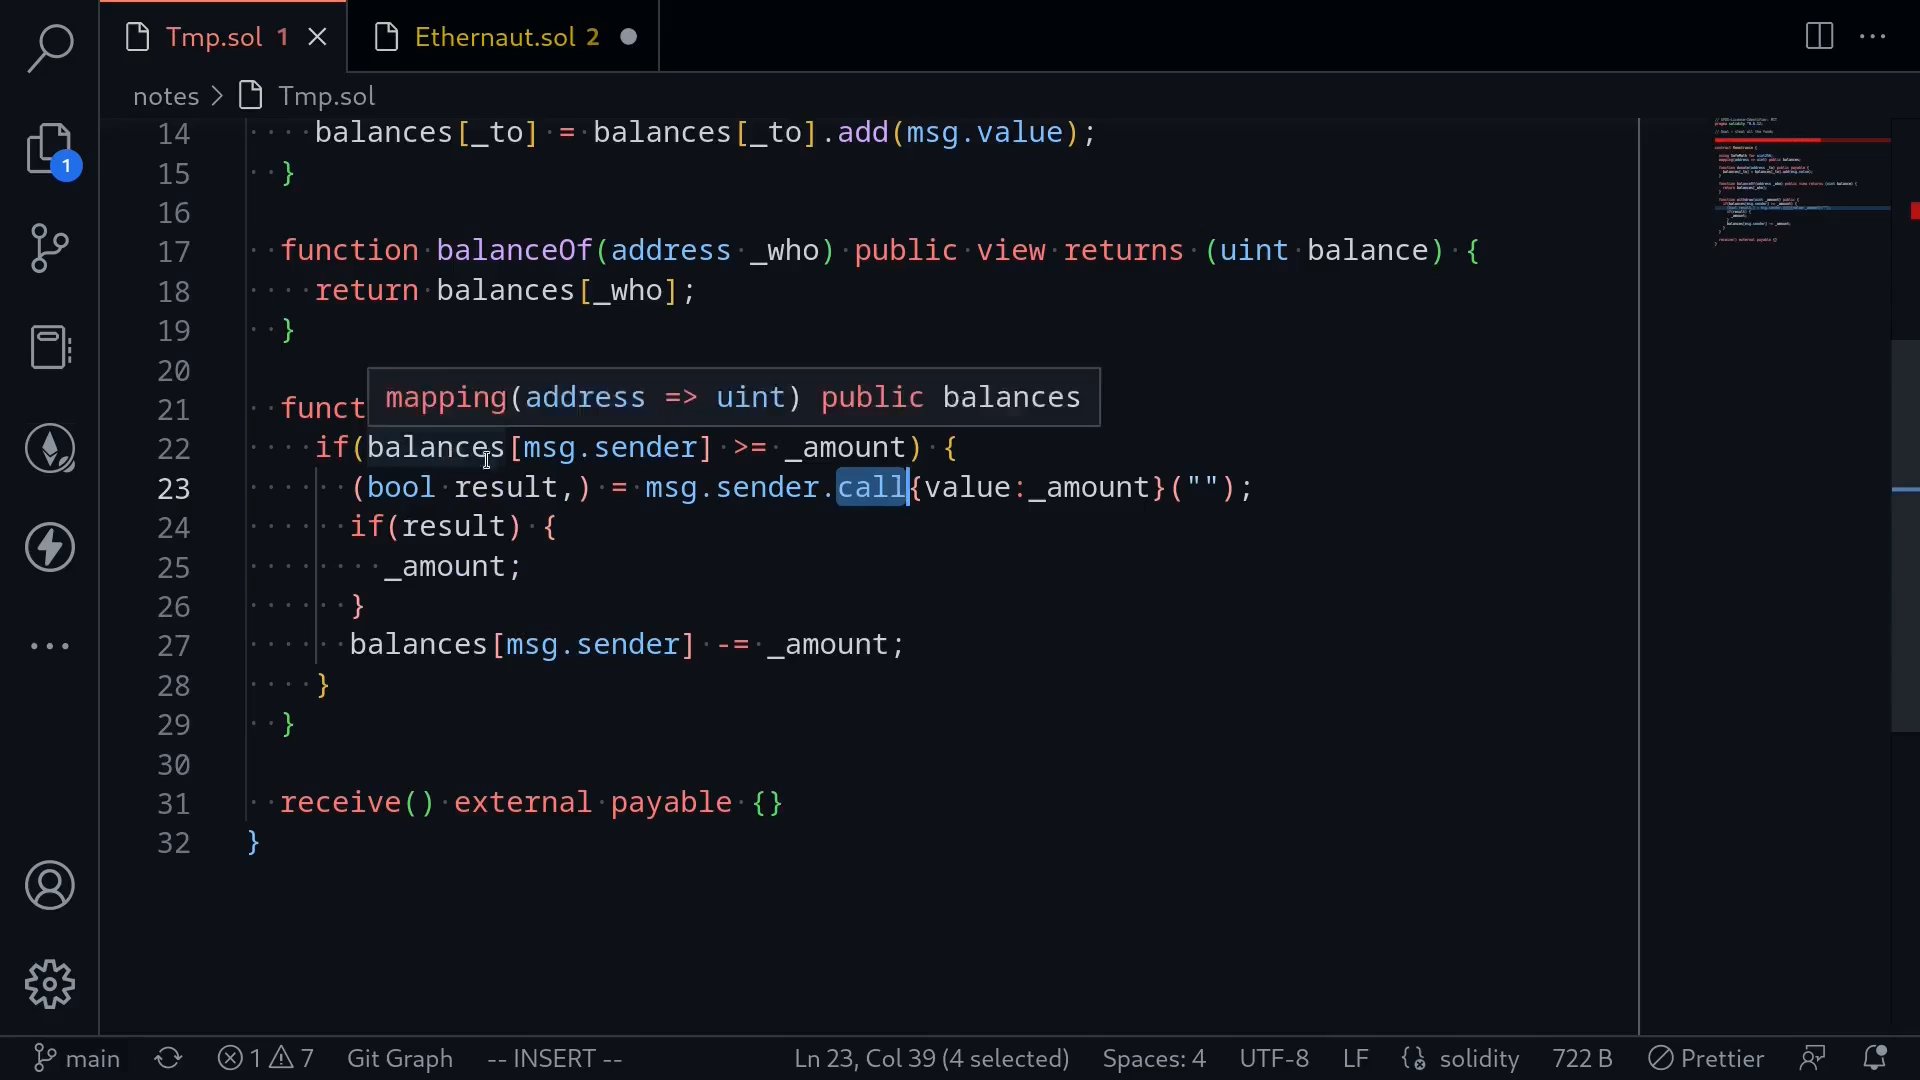 Tmp.sol 1
Ethernaut.sol 2
notes > Tmp.sol
1
14 balances[_to] = balances[_to].add(msg.value);
15 }
16
17 function balanceOf(address _who) public view returns (uint balance) {
18 return balances[_who];
19 }
20
mapping(address => uint) public balances
21 funct
22 if(balances[msg.sender] >= _amount) {
23 (bool result,) = msg.sender.call{value:_amount}("");
24 if(result) {
25 _amount;
26 }
27 balances[msg.sender] -= _amount;
28 }
29 }
30
31 receive() external payable {}
32 }
main 1 7 Git Graph -- INSERT -- Ln 23, Col 39 (4 selected) Spaces: 4 UTF-8 LF solidity 722 B Prettier